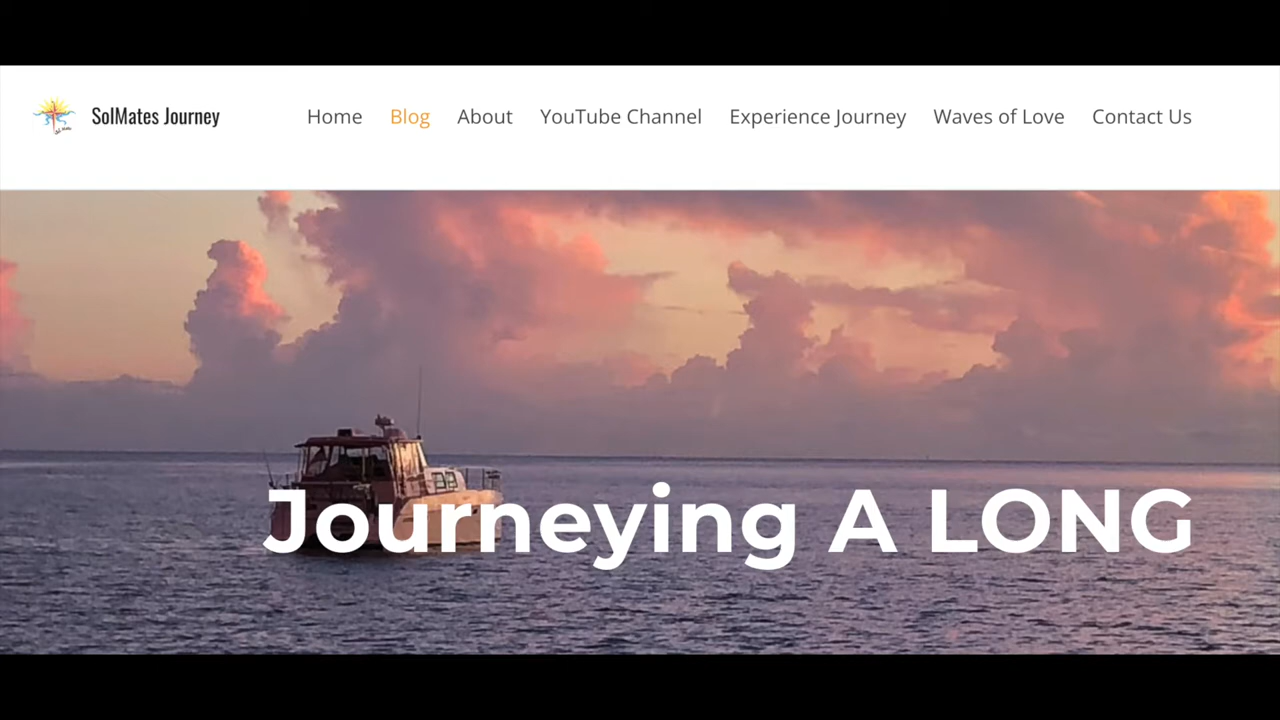 SolMates Journey
Home Blog About YouTube Channel Experience Journey Waves of Love Contact Us
Journeying A LONG